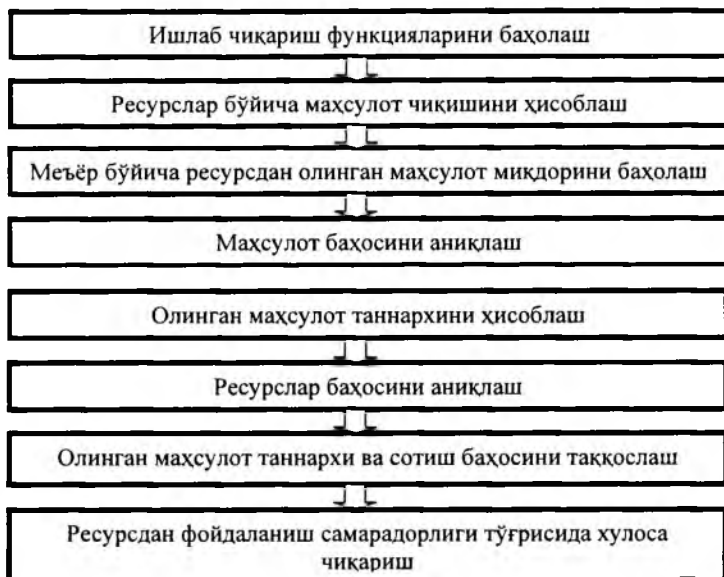 Ишлаб чиқариш функцияларини баҳолаш
Ресурслар бўйича маҳсулот чиқишини ҳисоблаш
Меъёр бўйича ресурсдан олинган маҳсулот миқдорини баҳолаш
Маҳсулот баҳосини аниқлаш
Олинган маҳсулот таннархини ҳисоблаш
Ресурслар баҳосини аниқлаш
Олинган маҳсулот таннархи ва сотиш баҳосини таққослаш
Ресурсдан фойдаланиш самарадорлиги тўғрисида хулоса
чиқариш